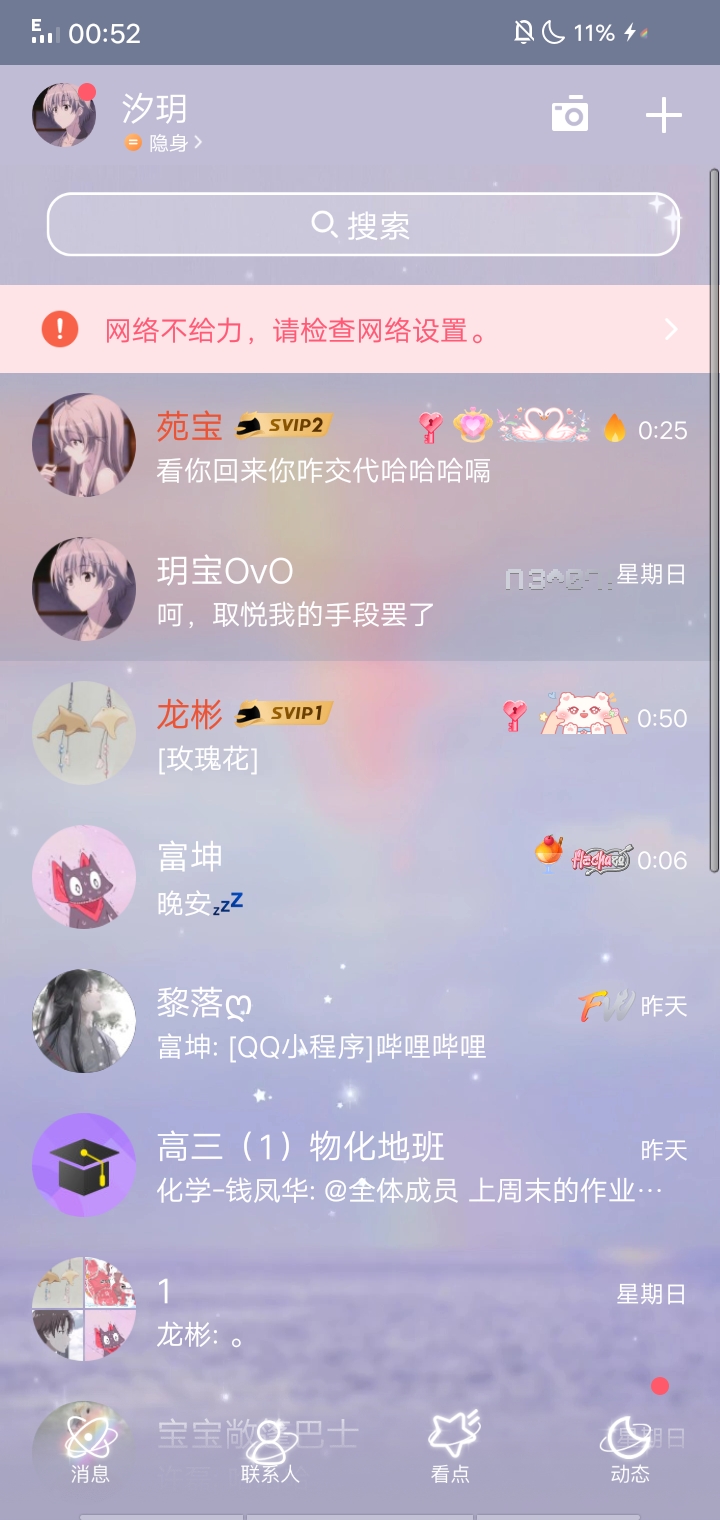 E 00:52 11%
汐玥
隐身
搜索
网络不给力，请检查网络设置。
苑宝 SVIP2 0:25
看你回来你咋交代哈哈哈嗝
玥宝OvO 星期日
呵，取悦我的手段罢了
龙彬 SVIP1 0:50
[玫瑰花]
富坤 0:06
晚安zzZ
黎落ღ FW 昨天
富坤: [QQ小程序]哔哩哔哩
高三（1）物化地班 昨天
化学-钱凤华: @全体成员 上周末的作业…
1 星期日
龙彬: 。
宝宝敞篷巴士 星期日
消息 联系人 看点 动态